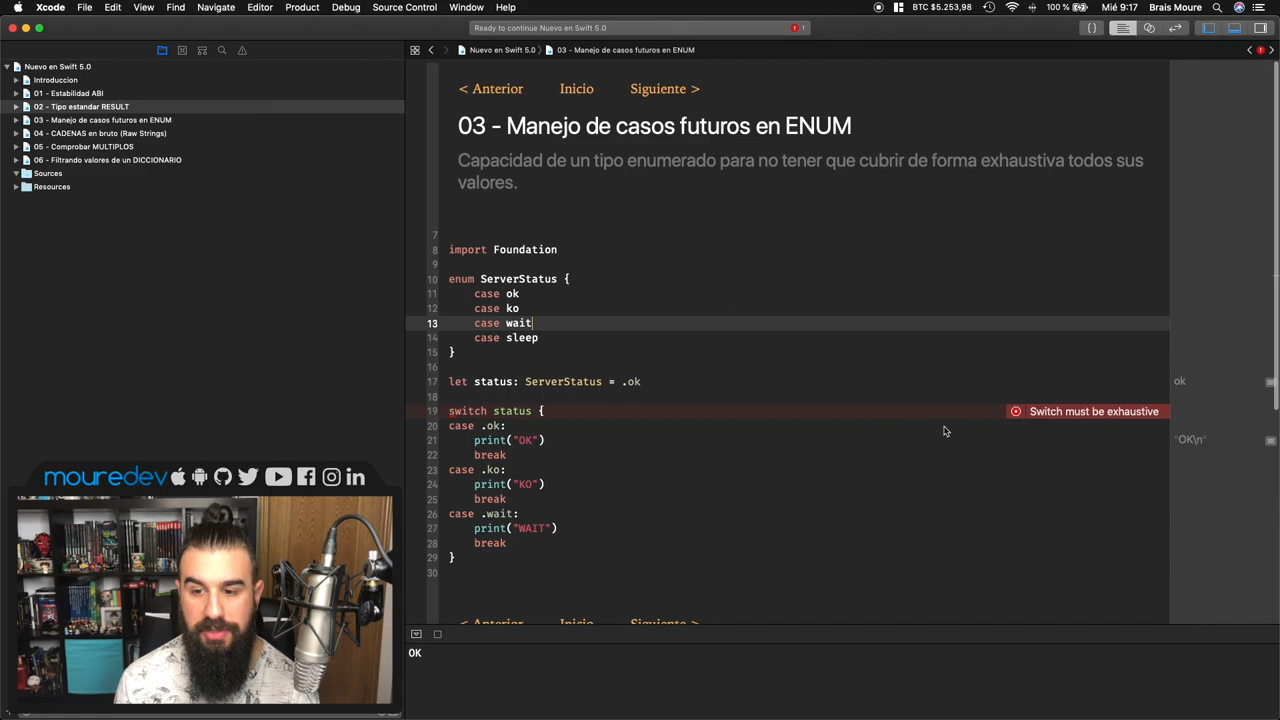 Xcode File Edit View Find Navigate Editor Product Debug Source Control Window Help
BTC $5.253,98 100 % Mié 9:17 Brais Moure
Ready to continue Nuevo en Swift 5.0
1
Nuevo en Swift 5.0
Introduccion
01 - Estabilidad ABI
02 - Tipo estandar RESULT
03 - Manejo de casos futuros en ENUM
04 - CADENAS en bruto (Raw Strings)
05 - Comprobar MULTIPLOS
06 - Filtrando valores de un DICCIONARIO
Sources
Resources
Nuevo en Swift 5.0 〉 03 - Manejo de casos futuros en ENUM
< Anterior Inicio Siguiente >
03 - Manejo de casos futuros en ENUM
Capacidad de un tipo enumerado para no tener que cubrir de forma exhaustiva todos sus
valores.
7
8 import Foundation
9
10 enum ServerStatus {
11 case ok
12 case ko
13 case wait
14 case sleep
15 }
16
17 let status: ServerStatus = .ok
ok
18
19 switch status {
Switch must be exhaustive
20 case .ok:
21 print("OK")
"OK\n"
22 break
23 case .ko:
24 print("KO")
25 break
26 case .wait:
27 print("WAIT")
28 break
29 }
30
< Anterior Inicio Siguiente >
OK
mouredev